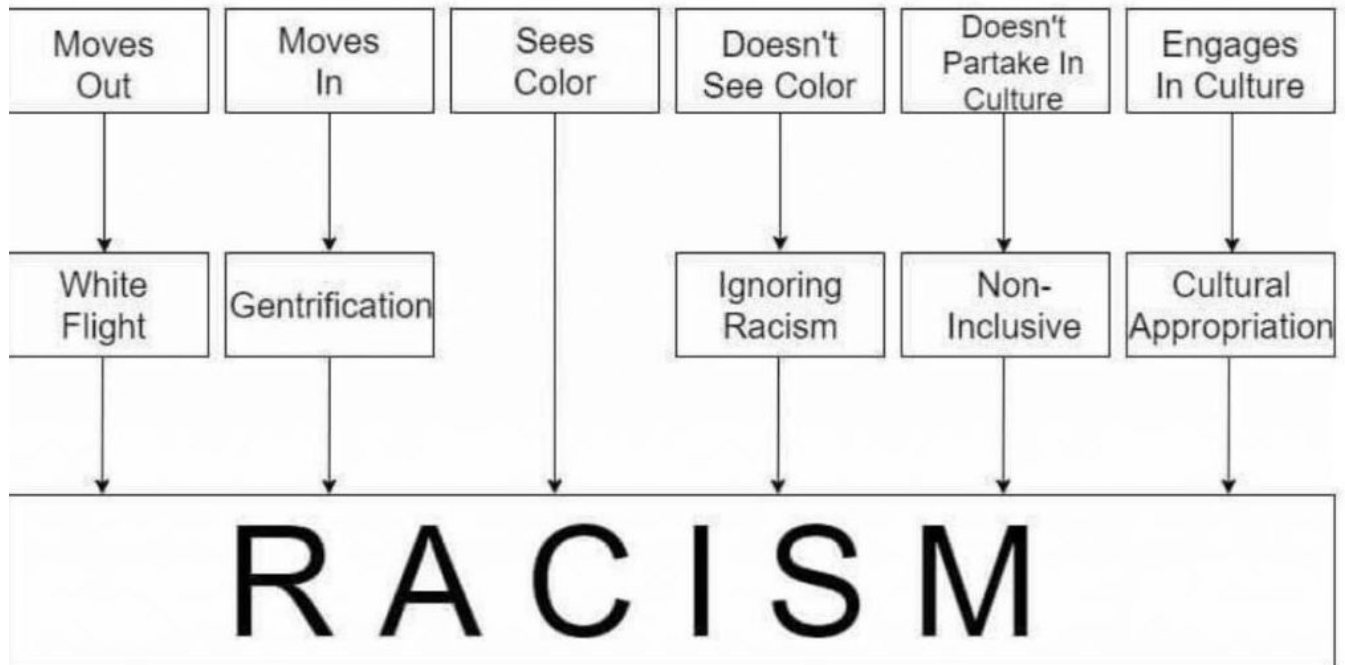 Moves
Out
Moves
In
Sees
Color
Doesn't
See Color
Doesn't
Partake In
Culture
Engages
In Culture
White
Flight
Gentrification
Ignoring
Racism
Non-
Inclusive
Cultural
Appropriation
RACISM